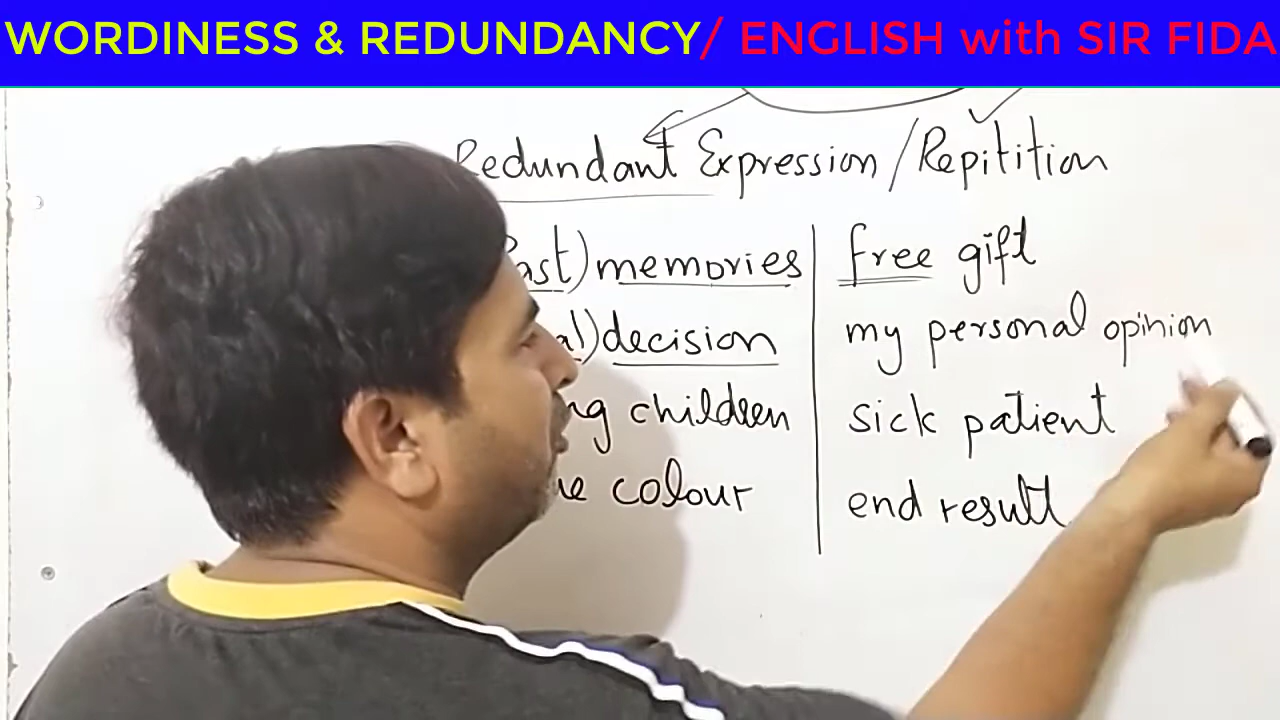 WORDINESS & REDUNDANCY/ ENGLISH with SIR FIDA
Redundant Expression / Repitition
memories
free gift
decision
my personal opinion
children
sick patient
colour
end result